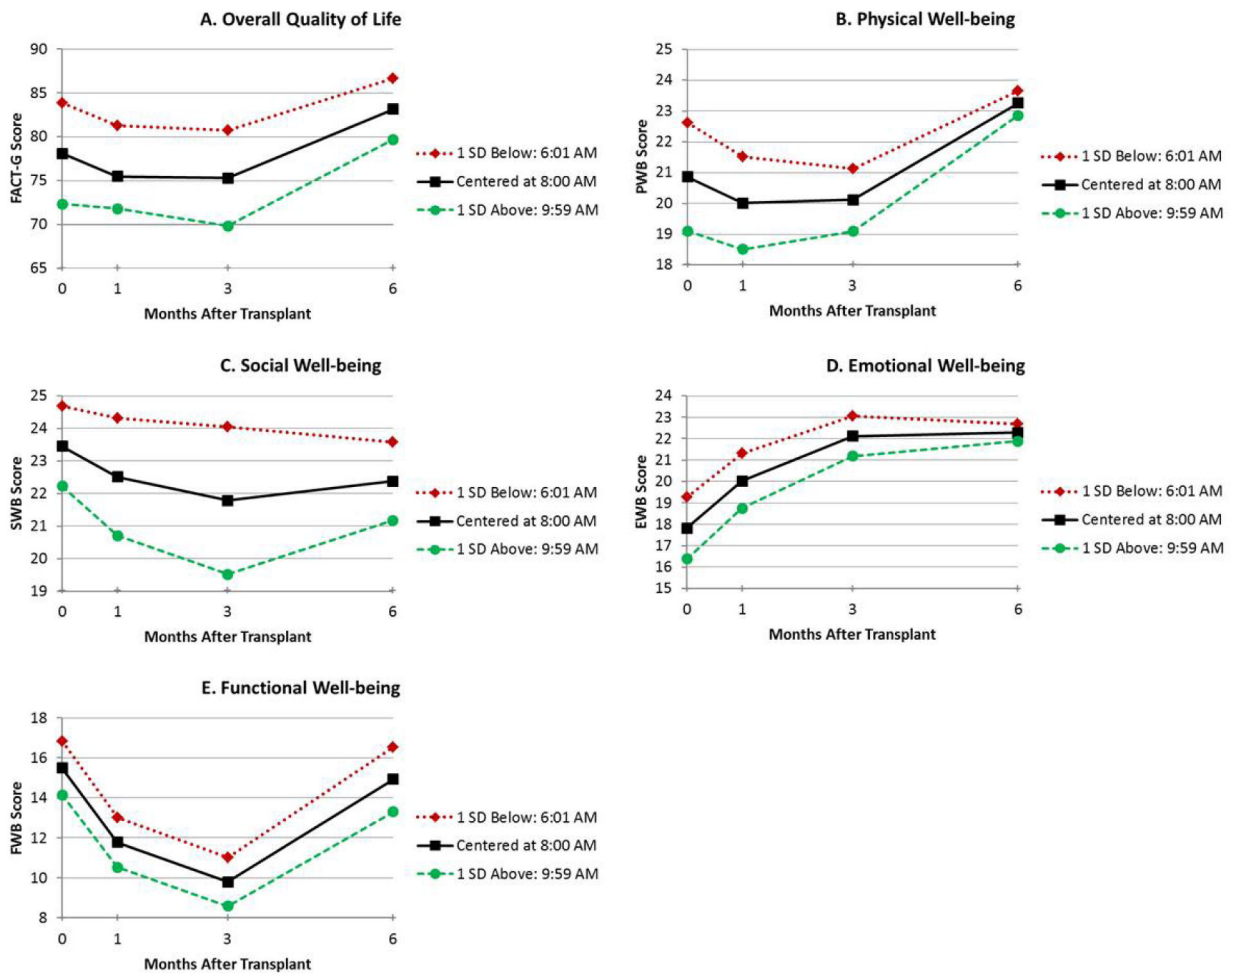 A. Overall Quality of Life
90
85
80
75
70
65
FACT-G Score
0 1 3 6
Months After Transplant
1 SD Below: 6:01 AM
Centered at 8:00 AM
1 SD Above: 9:59 AM
B. Physical Well-being
25
24
23
22
21
20
19
18
PWB Score
0 1 3 6
Months After Transplant
1 SD Below: 6:01 AM
Centered at 8:00 AM
1 SD Above: 9:59 AM
C. Social Well-being
25
24
23
22
21
20
19
SWB Score
0 1 3 6
Months After Transplant
1 SD Below: 6:01 AM
Centered at 8:00 AM
1 SD Above: 9:59 AM
D. Emotional Well-being
24
23
22
21
20
19
18
17
16
15
EWB Score
0 1 3 6
Months After Transplant
1 SD Below: 6:01 AM
Centered at 8:00 AM
1 SD Above: 9:59 AM
E. Functional Well-being
18
16
14
12
10
8
FWB Score
0 1 3 6
Months After Transplant
1 SD Below: 6:01 AM
Centered at 8:00 AM
1 SD Above: 9:59 AM